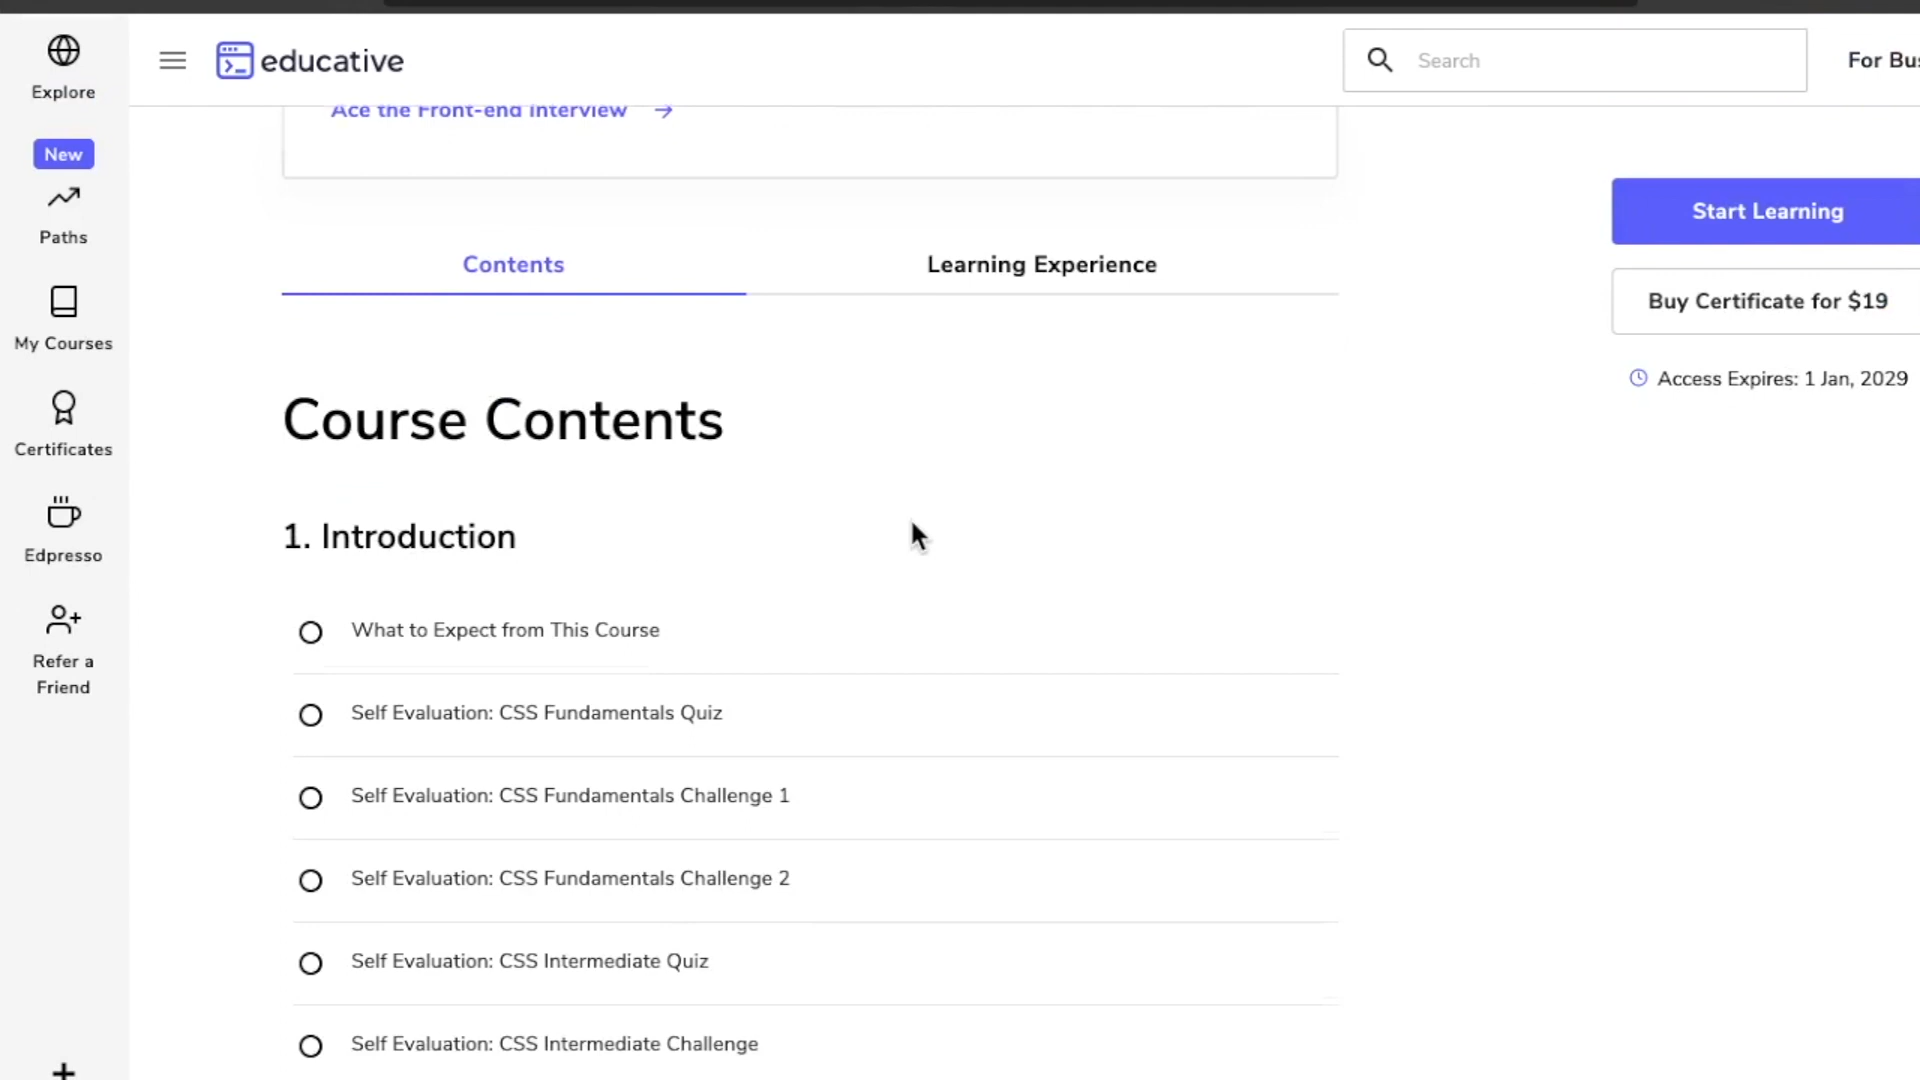 Explore
educative
Search
For Bus
Ace the Front-end Interview
New
Paths
Start Learning
Contents
Learning Experience
Buy Certificate for $19
My Courses
Access Expires: 1 Jan, 2029
Course Contents
Certificates
1. Introduction
Edpresso
What to Expect from This Course
Refer a
Friend
Self Evaluation: CSS Fundamentals Quiz
Self Evaluation: CSS Fundamentals Challenge 1
Self Evaluation: CSS Fundamentals Challenge 2
Self Evaluation: CSS Intermediate Quiz
Self Evaluation: CSS Intermediate Challenge